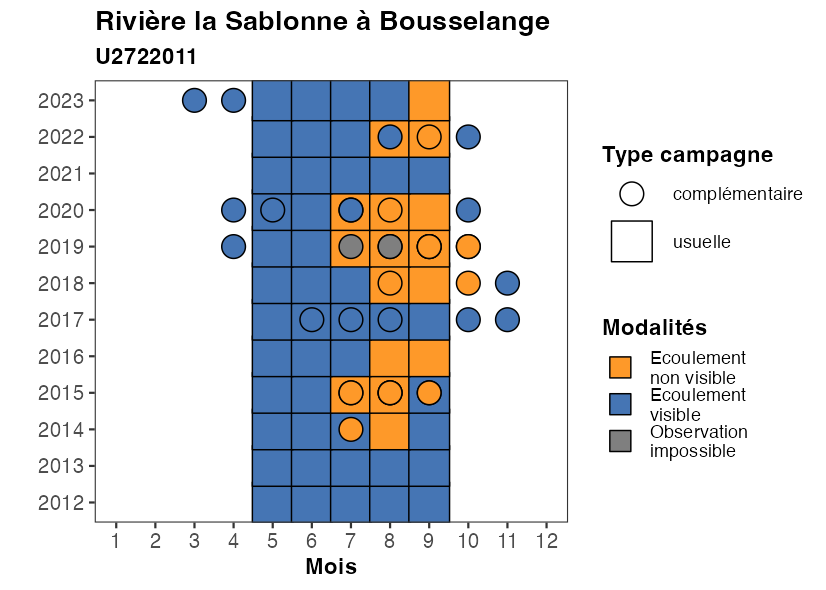 Rivière la Sablonne à Bousselange
U2722011
2023
2022
2021
2020
2019
2018
2017
2016
2015
2014
2013
2012
1 2 3 4 5 6 7 8 9 10 11 12
Mois
Type campagne
complémentaire
usuelle
Modalités
Ecoulement
non visible
Ecoulement
visible
Observation
impossible